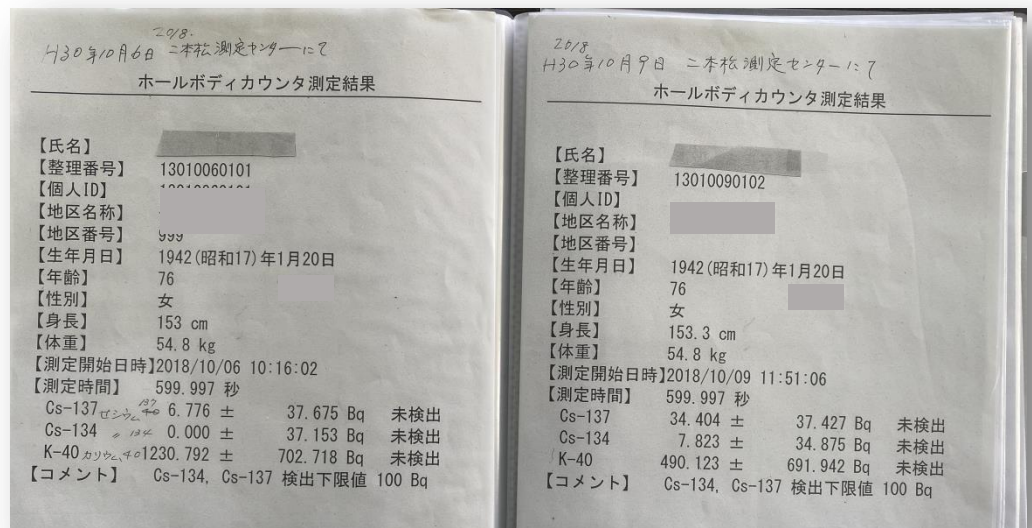 2018.
H30年10月6日 二本松測定センターにて
ホールボディカウンタ測定結果
【氏名】
【整理番号】 13010060101
【個人ID】
【地区名称】
【地区番号】 999
【生年月日】 1942(昭和17)年1月20日
【年齢】 76
【性別】 女
【身長】 153 cm
【体重】 54.8 kg
【測定開始日時】2018/10/06 10:16:02
【測定時間】 599.997 秒
Cs-137 セシウム 137 6.776 ± 37.675 Bq 未検出
Cs-134 〃 134 0.000 ± 37.153 Bq 未検出
K-40 カリウム、40 1230.792 ± 702.718 Bq 未検出
【コメント】 Cs-134, Cs-137 検出下限値 100 Bq
2018
H30年10月9日 二本松測定センターにて
ホールボディカウンタ測定結果
【氏名】
【整理番号】 13010090102
【個人ID】
【地区名称】
【地区番号】
【生年月日】 1942(昭和17)年1月20日
【年齢】 76
【性別】 女
【身長】 153.3 cm
【体重】 54.8 kg
【測定開始日時】2018/10/09 11:51:06
【測定時間】 599.997 秒
Cs-137 34.404 ± 37.427 Bq 未検出
Cs-134 7.823 ± 34.875 Bq 未検出
K-40 490.123 ± 691.942 Bq 未検出
【コメント】 Cs-134, Cs-137 検出下限値 100 Bq